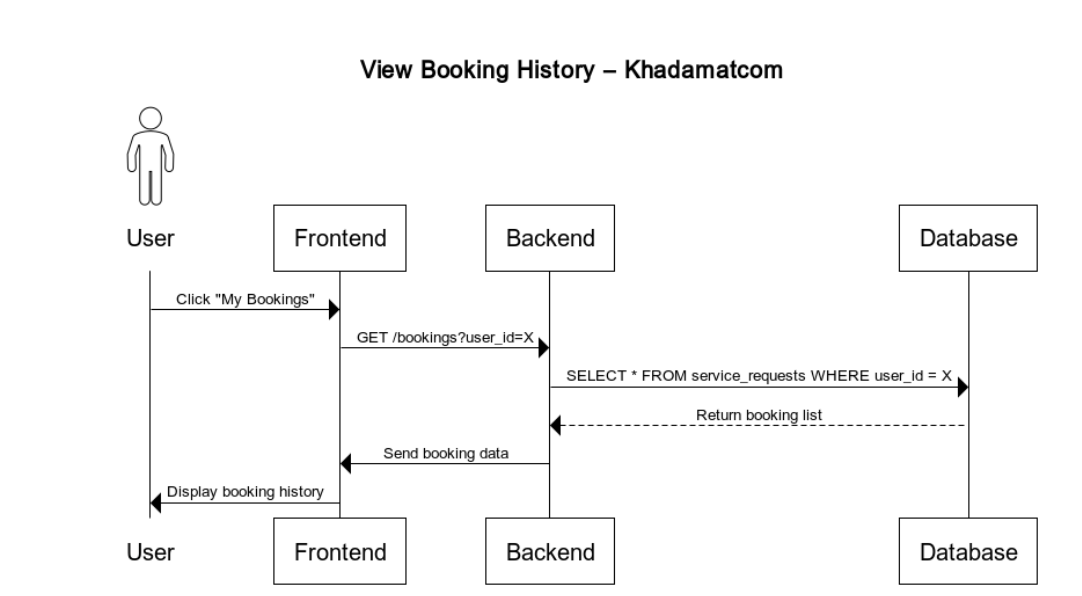 View Booking History – Khadamatcom
User
Frontend
Backend
Database
Click "My Bookings"
GET /bookings?user_id=X
SELECT * FROM service_requests WHERE user_id = X
Return booking list
Send booking data
Display booking history
User
Frontend
Backend
Database